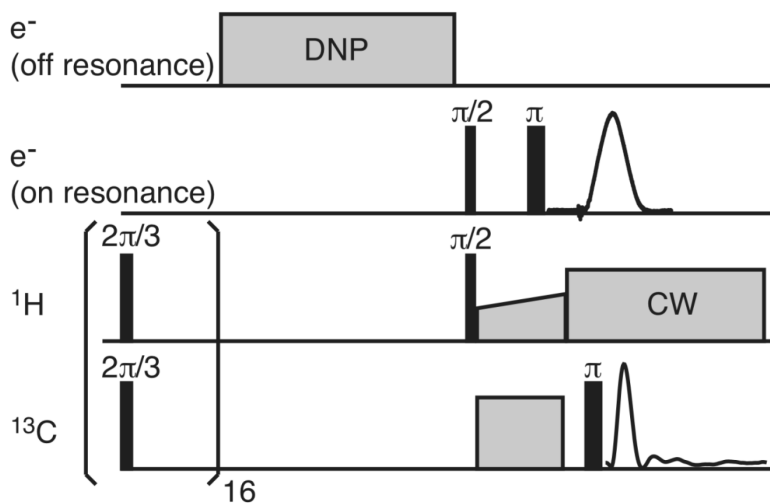 e⁻
(off resonance)
DNP
e⁻
(on resonance)
π/2
π
2π/3
π/2
¹H
CW
2π/3
π
¹³C
16